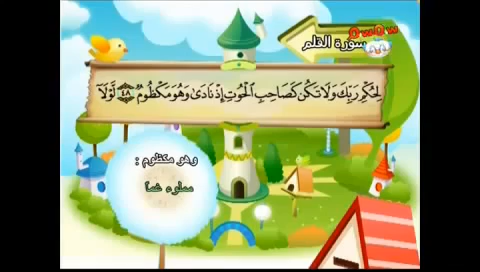 سورة القلم
لِحُكْمِ رَبِّكَ وَلَا تَكُن كَصَاحِبِ الْحُوتِ إِذْ نَادَىٰ وَهُوَ مَكْظُومٌ ۝٤٨ لَّوْلَا
وهو مكظوم :
مملوء غماً